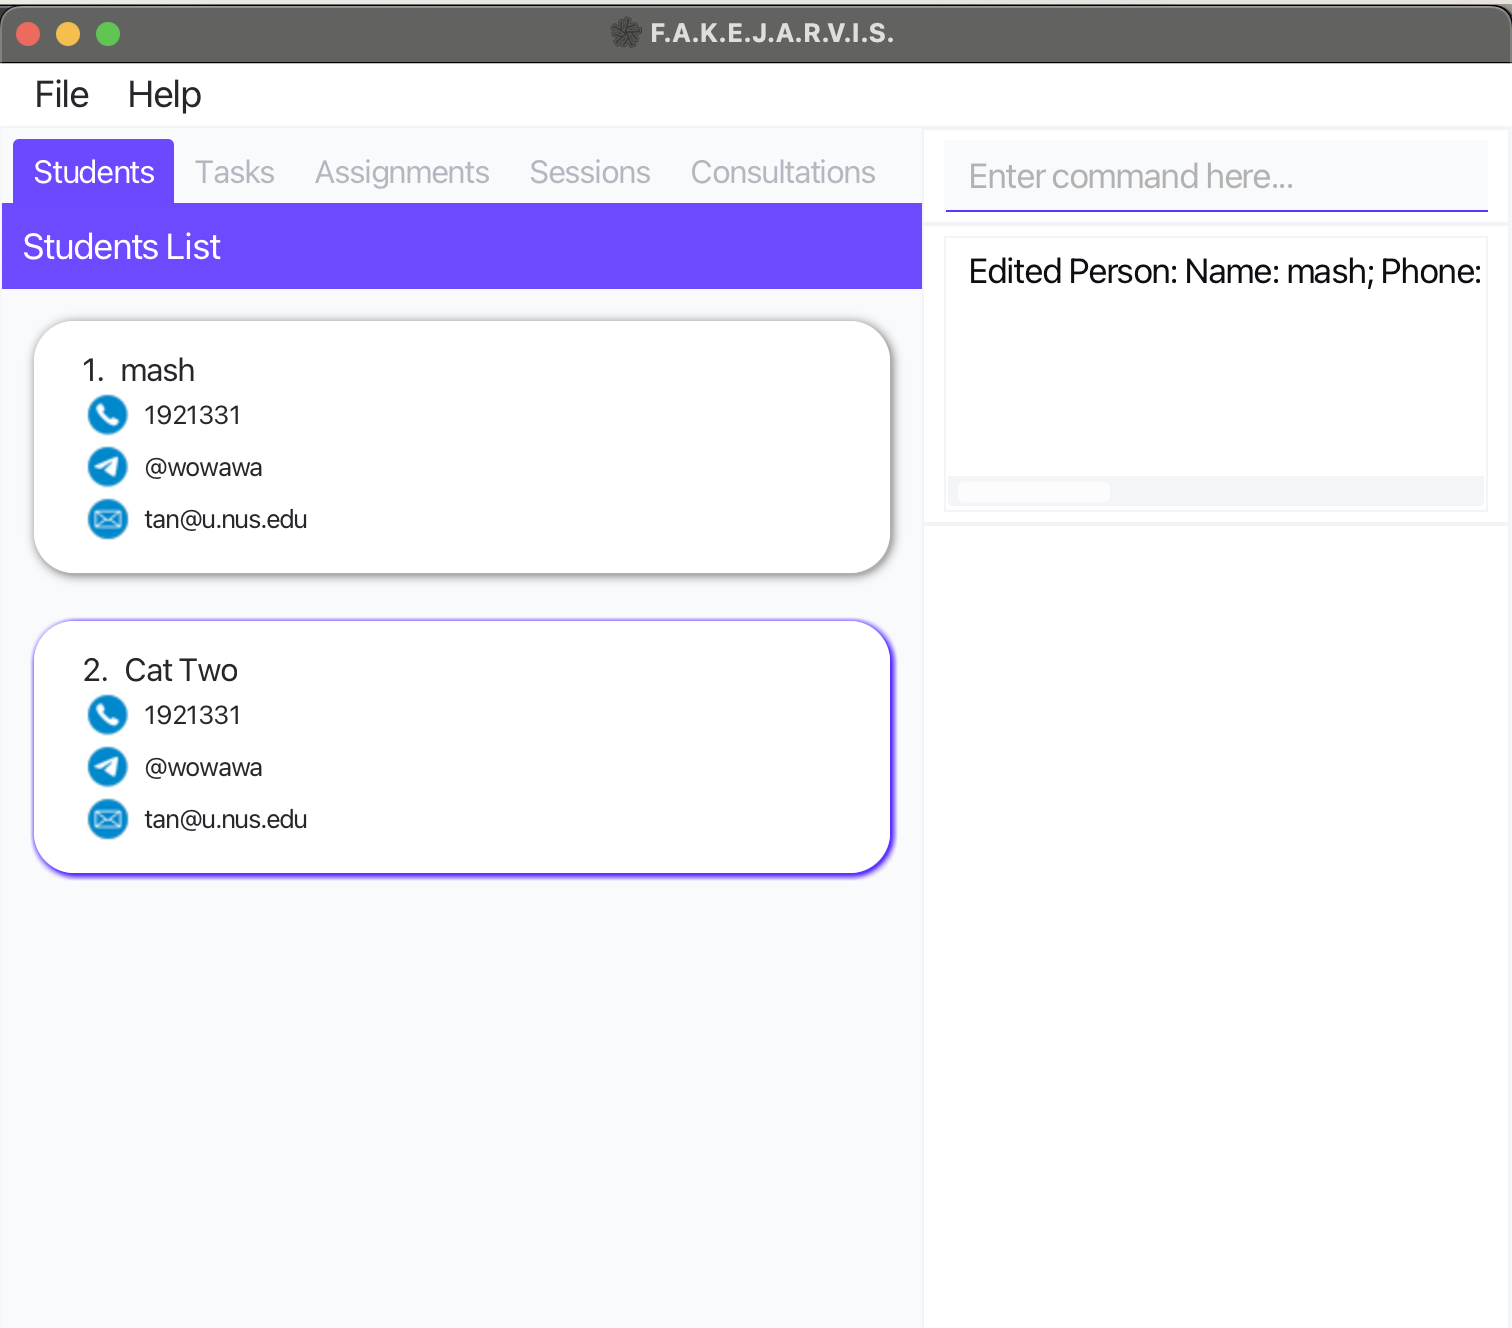 F.A.K.E.J.A.R.V.I.S.
File Help
Students Tasks Assignments Sessions Consultations
Students List
1. mash
1921331
@wowawa
tan@u.nus.edu
2. Cat Two
1921331
@wowawa
tan@u.nus.edu
Enter command here...
Edited Person: Name: mash; Phone: